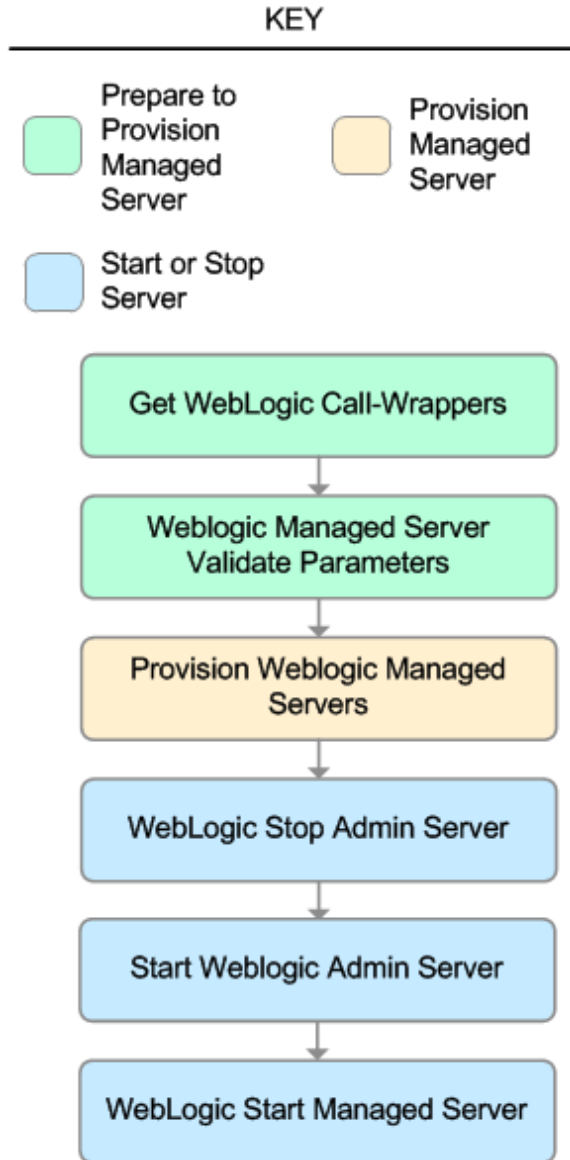 KEY
Prepare to
Provision
Managed
Server
Provision
Managed
Server
Start or Stop
Server
Get WebLogic Call-Wrappers
Weblogic Managed Server
Validate Parameters
Provision Weblogic Managed
Servers
WebLogic Stop Admin Server
Start Weblogic Admin Server
WebLogic Start Managed Server